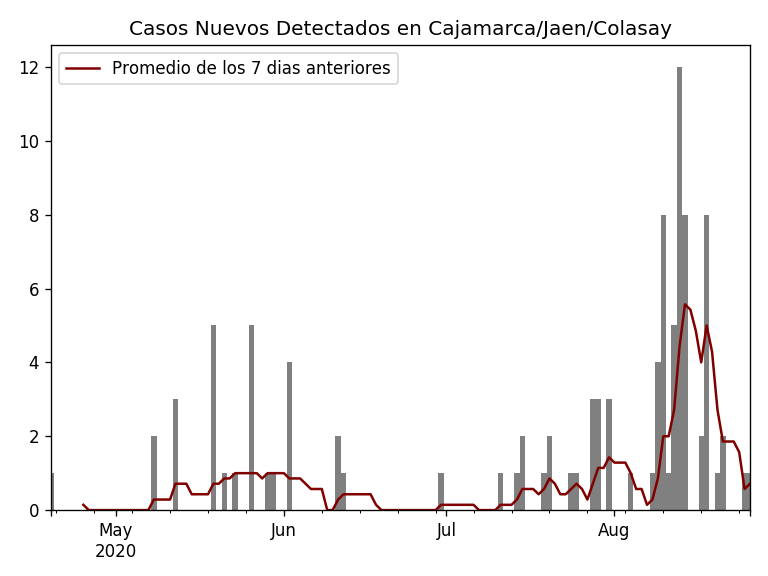 Casos Nuevos Detectados en Cajamarca/Jaen/Colasay
Promedio de los 7 dias anteriores
12
10
8
6
4
2
0
May Jun Jul Aug
2020